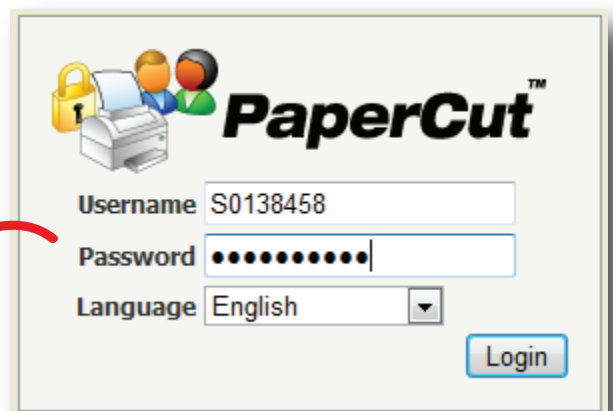 PaperCut™
Username S0138458
Password ●●●●●●●●●●
Language English
Login